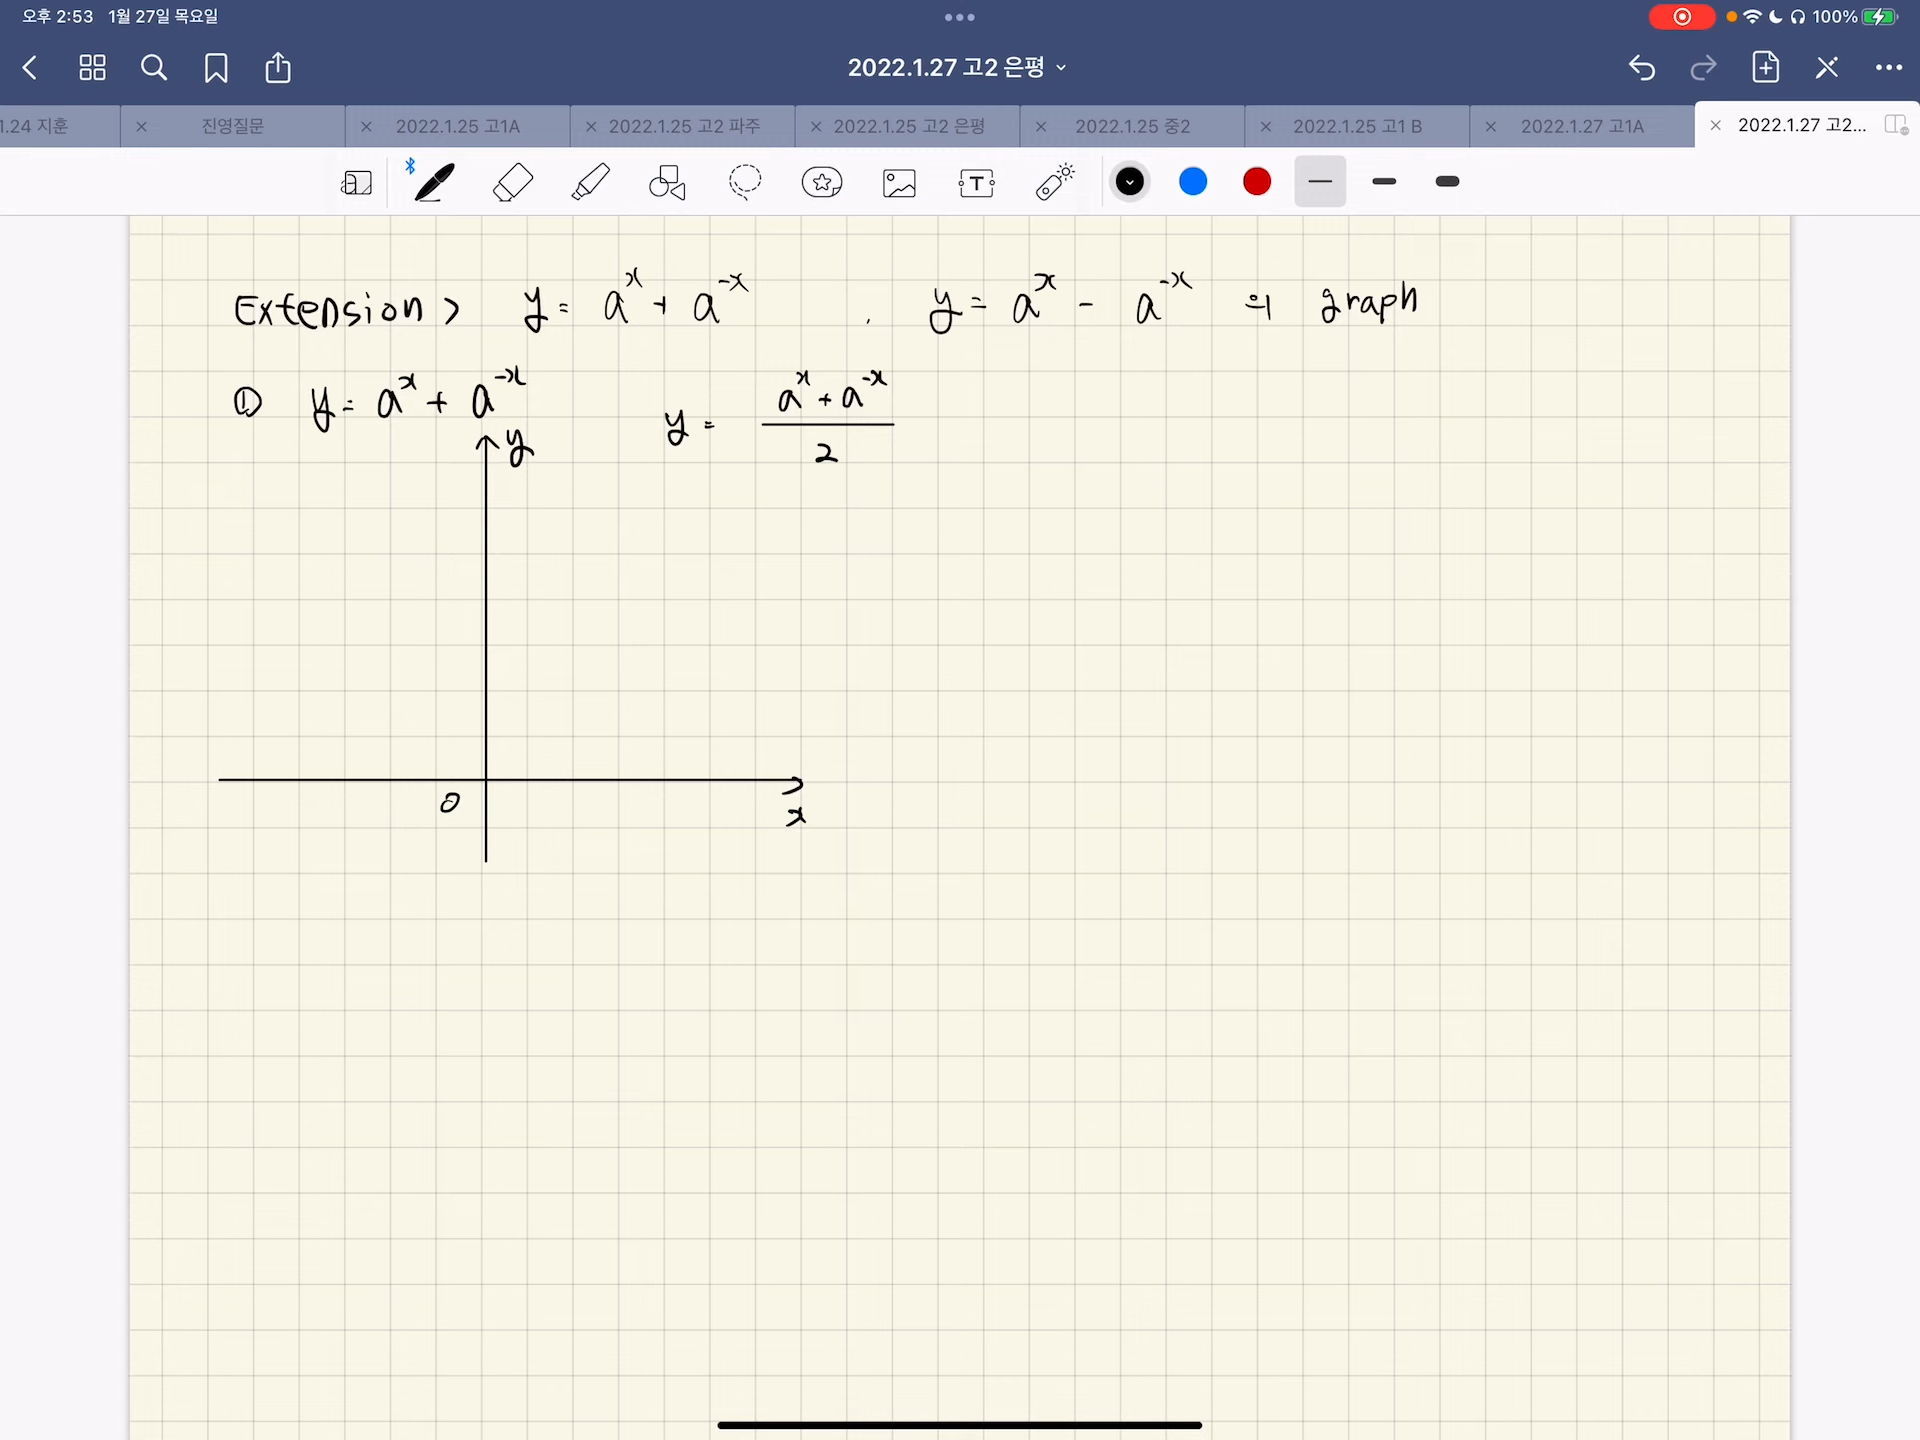 오후 2:53 1월 27일 목요일 100%
2022.1.27 고2 은평
1.24 지훈 진영질문 2022.1.25 고1A 2022.1.25 고2 파주 2022.1.25 고2 은평 2022.1.25 중2 2022.1.25 고1 B 2022.1.27 고1A 2022.1.27 고2...
Extension> y = a^x + a^-x . y = a^x - a^-x 의 graph
① y = a^x + a^-x y = (a^x + a^-x)/2
y
0
x